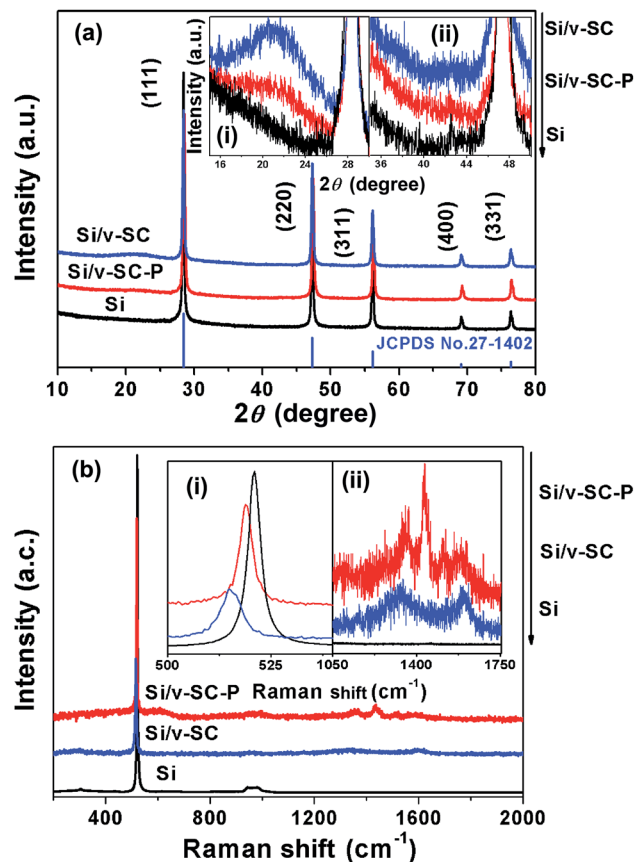 (a)
(i)
(ii)
Intensity (a.u.)
15 20 24 28 36 40 44 48 50
2θ (degree)
Si/v-SC
Si/v-SC-P
Si
(111)
(220)
(311)
(400)
(331)
Si/v-SC
Si/v-SC-P
Si
JCPDS No.27-1402
Intensity (a.u.)
10 20 30 40 50 60 70 80
2θ (degree)
(b)
(i)
(ii)
500 525 1050 1400 1750
Raman shift (cm-1)
Si/v-SC-P
Si/v-SC
Si
Si/v-SC-P
Si/v-SC
Si
Intensity (a.c.)
400 800 1200 1600 2000
Raman shift (cm-1)